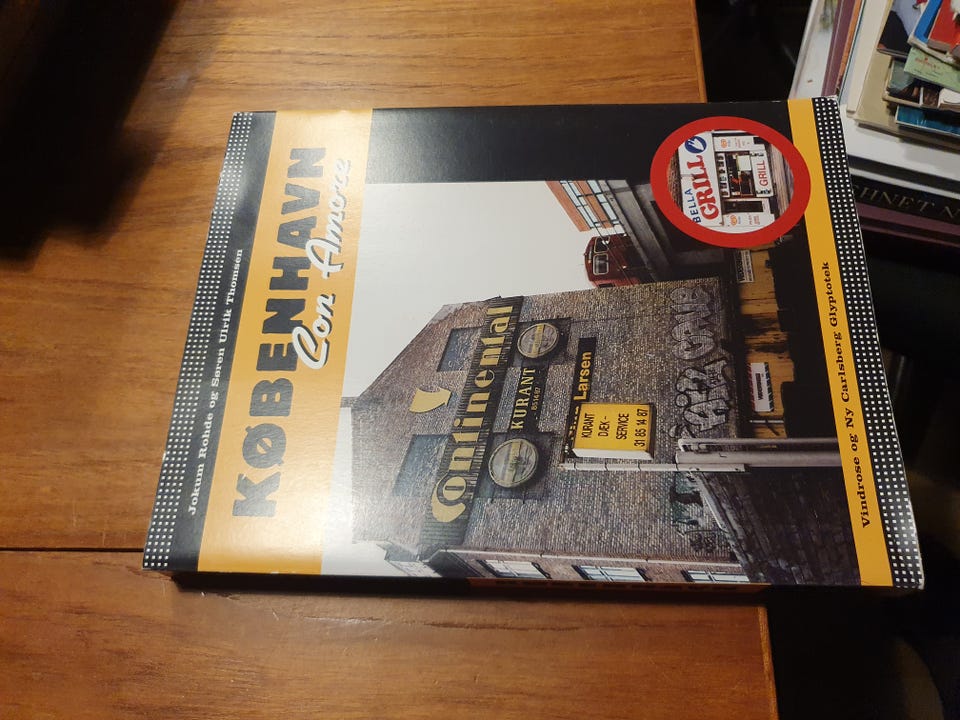 Jokum Rohde og Søren Ulrik Thomsen
KØBENHAVN
Con Amore
BELLA
GRILL
GRILL
Continental
KURANT
Larsen
KURANT
DÆK-
SERVICE
31 85 14 87
Vindrose og Ny Carlsberg Glyptotek